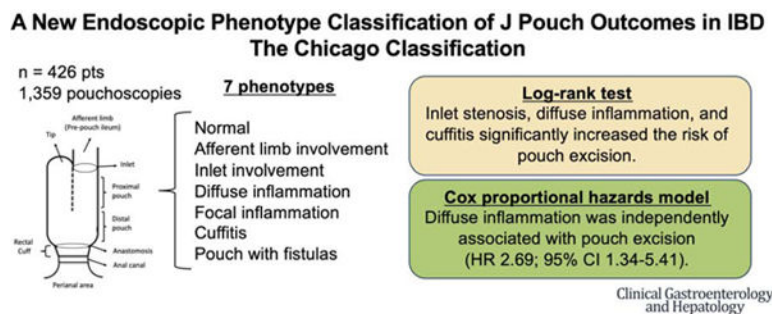 A New Endoscopic Phenotype Classification of J Pouch Outcomes in IBD
The Chicago Classification
n = 426 pts
1,359 pouchoscopies
Afferent limb
(Pre-pouch ileum)
Tip
Inlet
Proximal
pouch
Distal
pouch
Rectal
Cuff
Anastomosis
Anal canal
Perianal area
7 phenotypes
Normal
Afferent limb involvement
Inlet involvement
Diffuse inflammation
Focal inflammation
Cuffitis
Pouch with fistulas
Log-rank test
Inlet stenosis, diffuse inflammation, and
cuffitis significantly increased the risk of
pouch excision.
Cox proportional hazards model
Diffuse inflammation was independently
associated with pouch excision
(HR 2.69; 95% CI 1.34-5.41).
Clinical Gastroenterology
and Hepatology